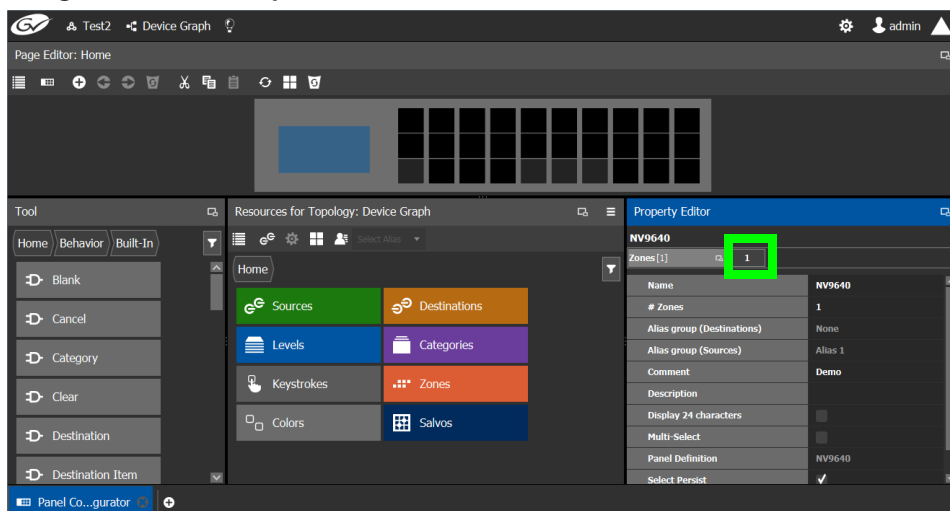 GV Test2 Device Graph admin
Page Editor: Home
Tool
Home Behavior Built-In
Blank
Cancel
Category
Clear
Destination
Destination Item
Resources for Topology: Device Graph
Select Alias
Home
Sources Destinations
Levels Categories
Keystrokes Zones
Colors Salvos
Property Editor
NV9640
Zones [1] 1
Name NV9640
# Zones 1
Alias group (Destinations) None
Alias group (Sources) Alias 1
Comment Demo
Description
Display 24 characters
Multi-Select
Panel Definition NV9640
Select Persist
Panel Co...gurator